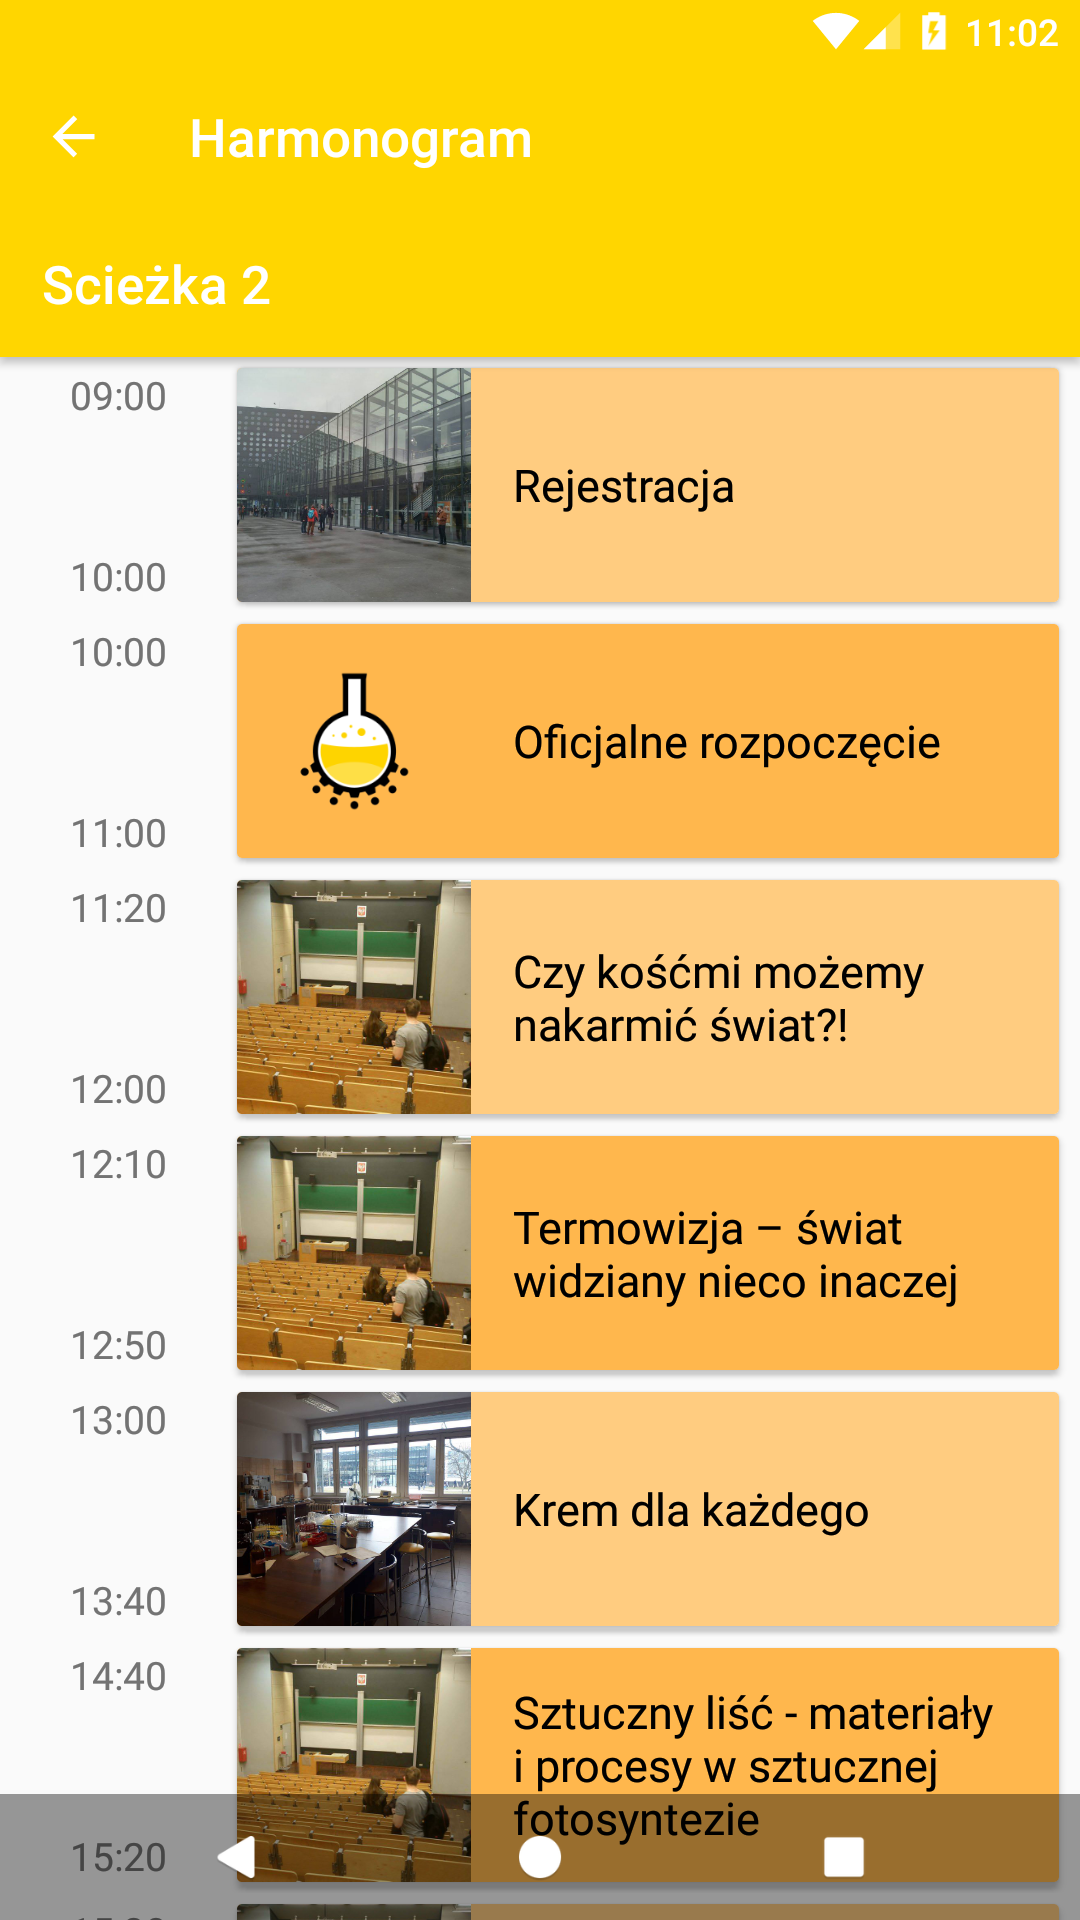 11:02
Harmonogram
Scieżka 2
09:00
Rejestracja
10:00
10:00
Oficjalne rozpoczęcie
11:00
11:20
Czy kośćmi możemy
nakarmić świat?!
12:00
12:10
Termowizja – świat
widziany nieco inaczej
12:50
13:00
Krem dla każdego
13:40
14:40
Sztuczny liść - materiały
i procesy w sztucznej
fotosyntezie
15:20